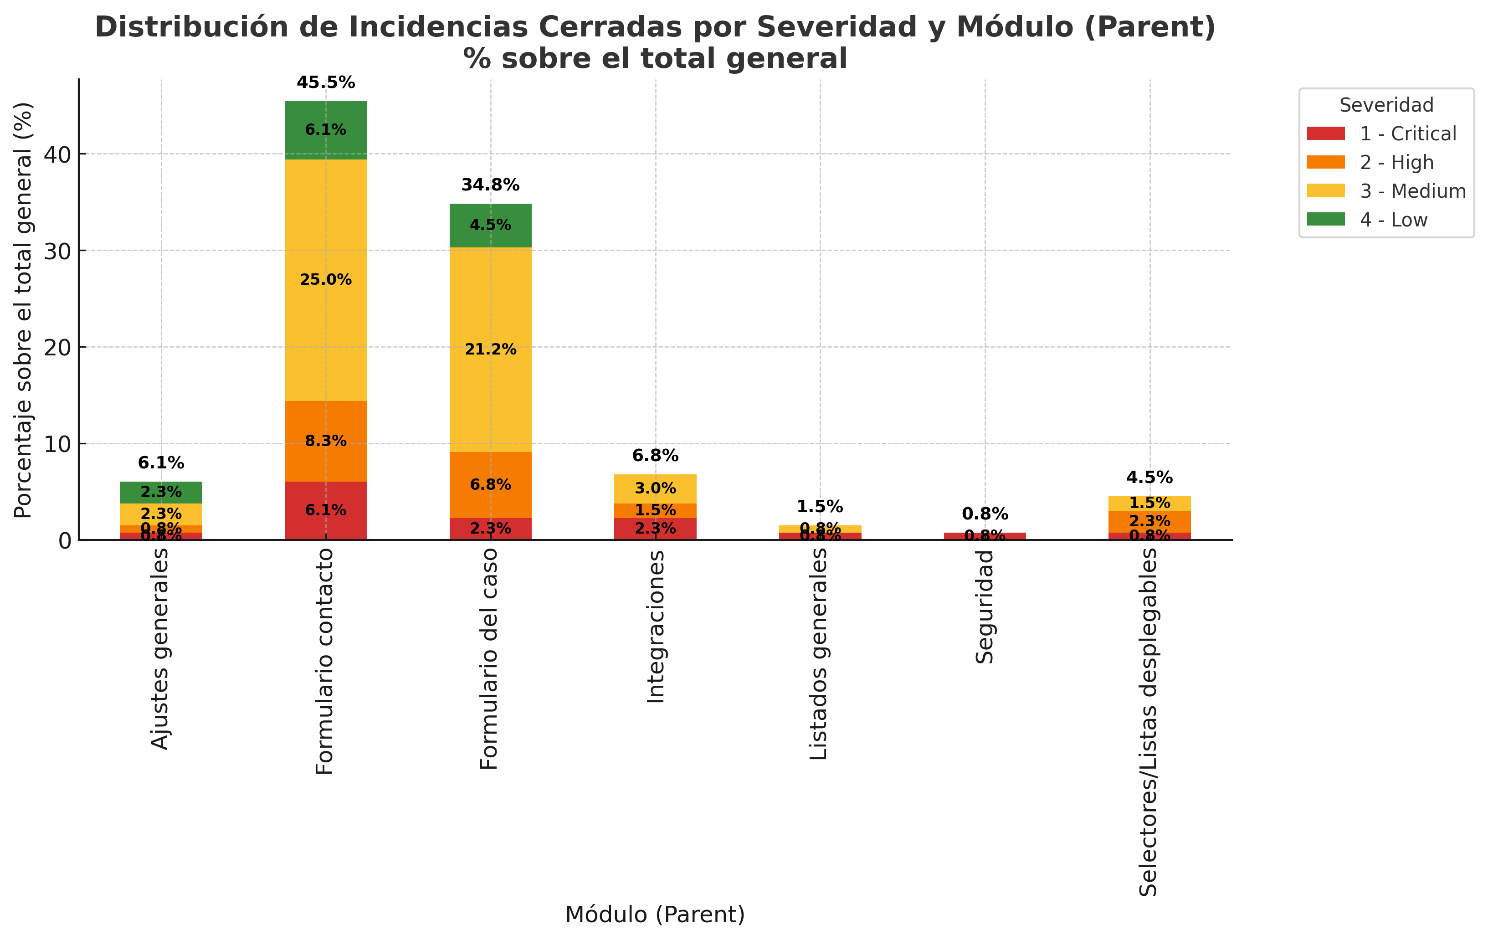 Distribución de Incidencias Cerradas por Severidad y Módulo (Parent)
% sobre el total general
Porcentaje sobre el total general (%)
40
30
20
10
0
45.5%
6.1%
25.0%
8.3%
6.1%
34.8%
4.5%
21.2%
6.8%
2.3%
6.1%
2.3%
2.3%
0.8%
0.8%
6.8%
3.0%
1.5%
2.3%
1.5%
0.8%
0.8%
0.8%
0.8%
4.5%
1.5%
2.3%
0.8%
Ajustes generales
Formulario contacto
Formulario del caso
Integraciones
Listados generales
Seguridad
Selectores/Listas desplegables
Módulo (Parent)
Severidad
1 - Critical
2 - High
3 - Medium
4 - Low